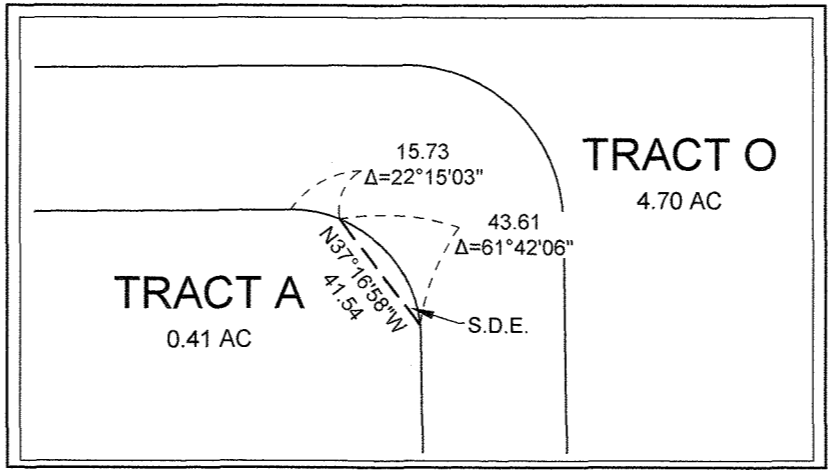 15.73
Δ=22°15'03"
TRACT O
4.70 AC
43.61
Δ=61°42'06"
N37°16'58"W
41.54
TRACT A
0.41 AC
S.D.E.